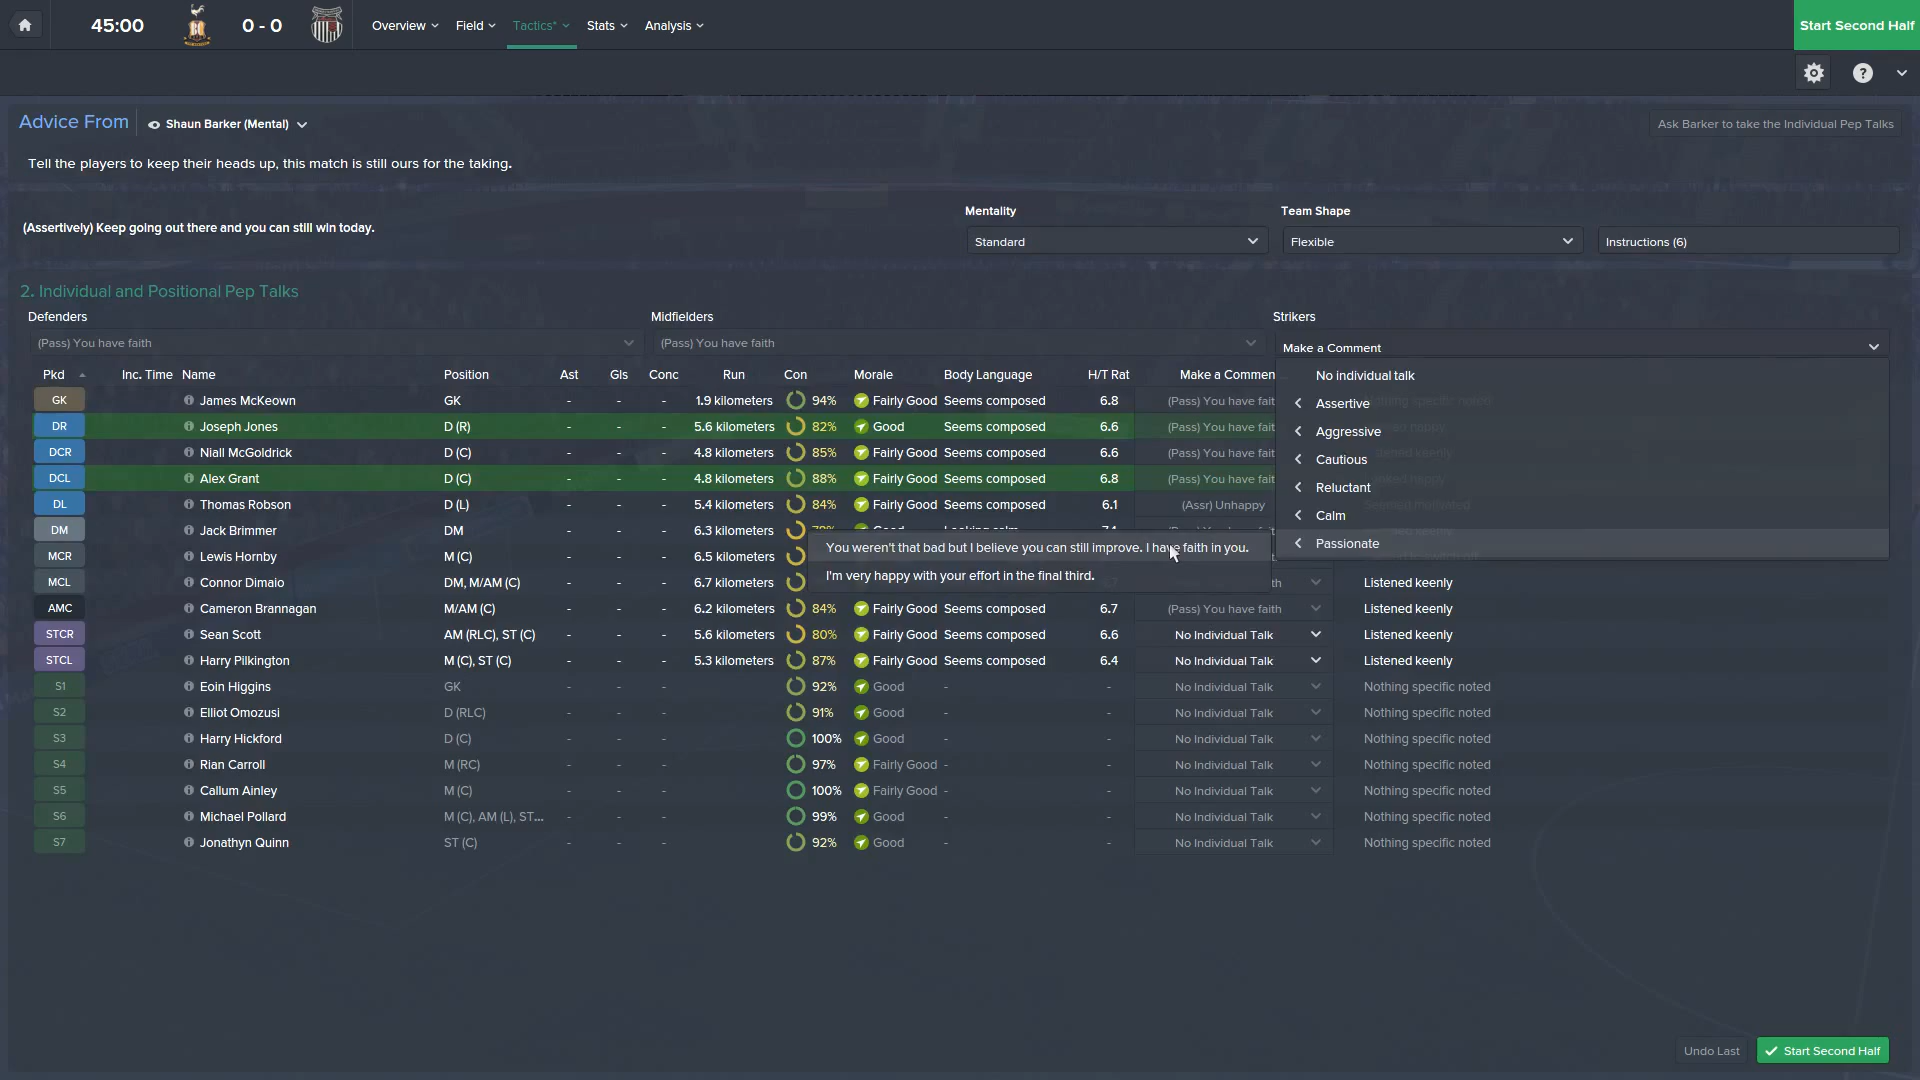 45:00 0 - 0 Overview Field Tactics* Stats Analysis Start Second Half
?
Advice From Shaun Barker (Mental) Ask Barker to take the Individual Pep Talks
Tell the players to keep their heads up, this match is still ours for the taking.
Mentality Team Shape
(Assertively) Keep going out there and you can still win today.
Standard Flexible Instructions (6)
2. Individual and Positional Pep Talks
Defenders Midfielders Strikers
(Pass) You have faith (Pass) You have faith Make a Comment
Pkd Inc. Time Name Position Ast Gls Conc Run Con Morale Body Language H/T Rat Make a Commen
No individual talk
Assertive
Aggressive
Cautious
Reluctant
Calm
Passionate
You weren't that bad but I believe you can still improve. I have faith in you.
I'm very happy with your effort in the final third.
GK James McKeown GK - - - 1.9 kilometers 94% Fairly Good Seems composed 6.8 (Pass) You have fait
DR Joseph Jones D (R) - - - 5.6 kilometers 82% Good Seems composed 6.6 (Pass) You have fait
DCR Niall McGoldrick D (C) - - - 4.8 kilometers 85% Fairly Good Seems composed 6.6 (Pass) You have fait
DCL Alex Grant D (C) - - - 4.8 kilometers 88% Fairly Good Seems composed 6.8 (Pass) You have fait
DL Thomas Robson D (L) - - - 5.4 kilometers 84% Fairly Good Seems composed 6.1 (Assr) Unhappy
DM Jack Brimmer DM - - - 6.3 kilometers
MCR Lewis Hornby M (C) - - - 6.5 kilometers
MCL Connor Dimaio DM, M/AM (C) - - - 6.7 kilometers Listened keenly
AMC Cameron Brannagan M/AM (C) - - - 6.2 kilometers 84% Fairly Good Seems composed 6.7 (Pass) You have faith Listened keenly
STCR Sean Scott AM (RLC), ST (C) - - - 5.6 kilometers 80% Fairly Good Seems composed 6.6 No Individual Talk Listened keenly
STCL Harry Pilkington M (C), ST (C) - - - 5.3 kilometers 87% Fairly Good Seems composed 6.4 No Individual Talk Listened keenly
S1 Eoin Higgins GK - - - 92% Good - - No Individual Talk Nothing specific noted
S2 Elliot Omozusi D (RLC) - - - 91% Good - - No Individual Talk Nothing specific noted
S3 Harry Hickford D (C) - - - 100% Good - - No Individual Talk Nothing specific noted
S4 Rian Carroll M (RC) - - - 97% Fairly Good - - No Individual Talk Nothing specific noted
S5 Callum Ainley M (C) - - - 100% Fairly Good - - No Individual Talk Nothing specific noted
S6 Michael Pollard M (C), AM (L), ST... - - - 99% Good - - No Individual Talk Nothing specific noted
S7 Jonathyn Quinn ST (C) - - - 92% Good - - No Individual Talk Nothing specific noted
Undo Last Start Second Half